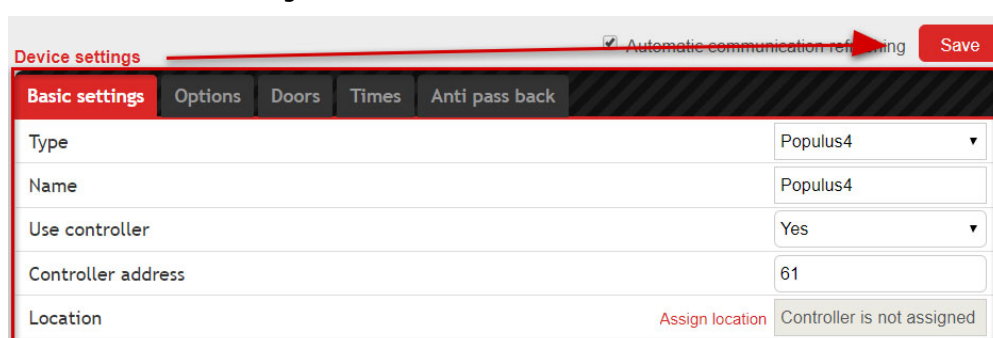 Automatic communication refreshing Save
Device settings
Basic settings Options Doors Times Anti pass back
Type Populus4
Name Populus4
Use controller Yes
Controller address 61
Location Assign location Controller is not assigned